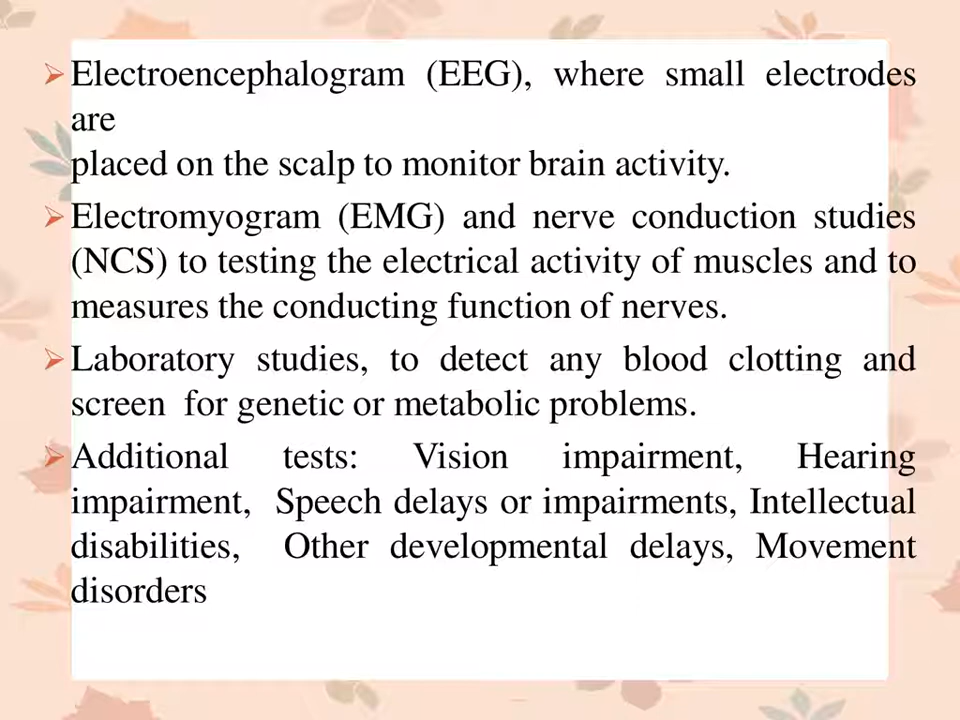 Electroencephalogram (EEG), where small electrodes
are
placed on the scalp to monitor brain activity.
Electromyogram (EMG) and nerve conduction studies
(NCS) to testing the electrical activity of muscles and to
measures the conducting function of nerves.
Laboratory studies, to detect any blood clotting and
screen for genetic or metabolic problems.
Additional tests: Vision impairment, Hearing
impairment, Speech delays or impairments, Intellectual
disabilities, Other developmental delays, Movement
disorders